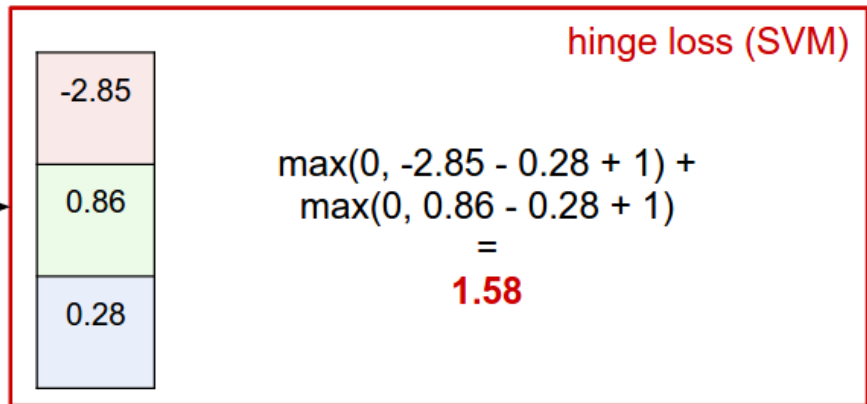 hinge loss (SVM)
-2.85
0.86
0.28
max(0, -2.85 - 0.28 + 1) +
max(0, 0.86 - 0.28 + 1)
=
1.58